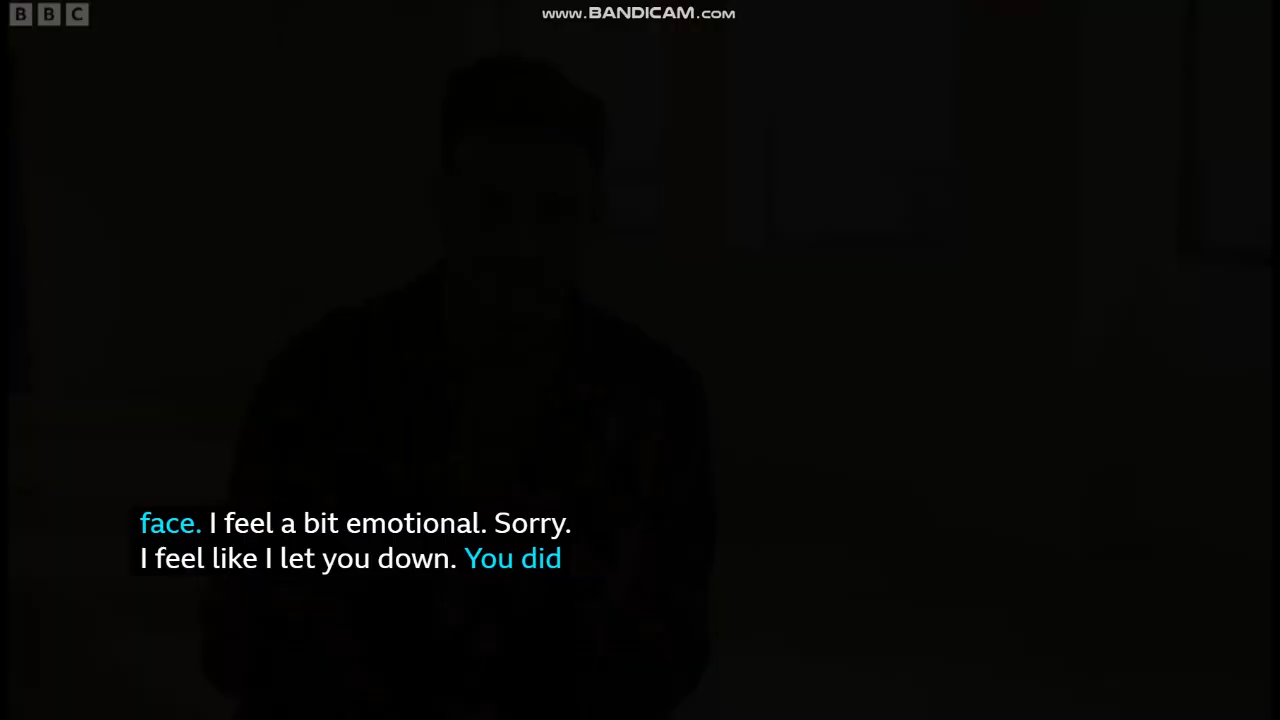 BBC
www.BANDICAM.com
face. I feel a bit emotional. Sorry.
I feel like I let you down. You did